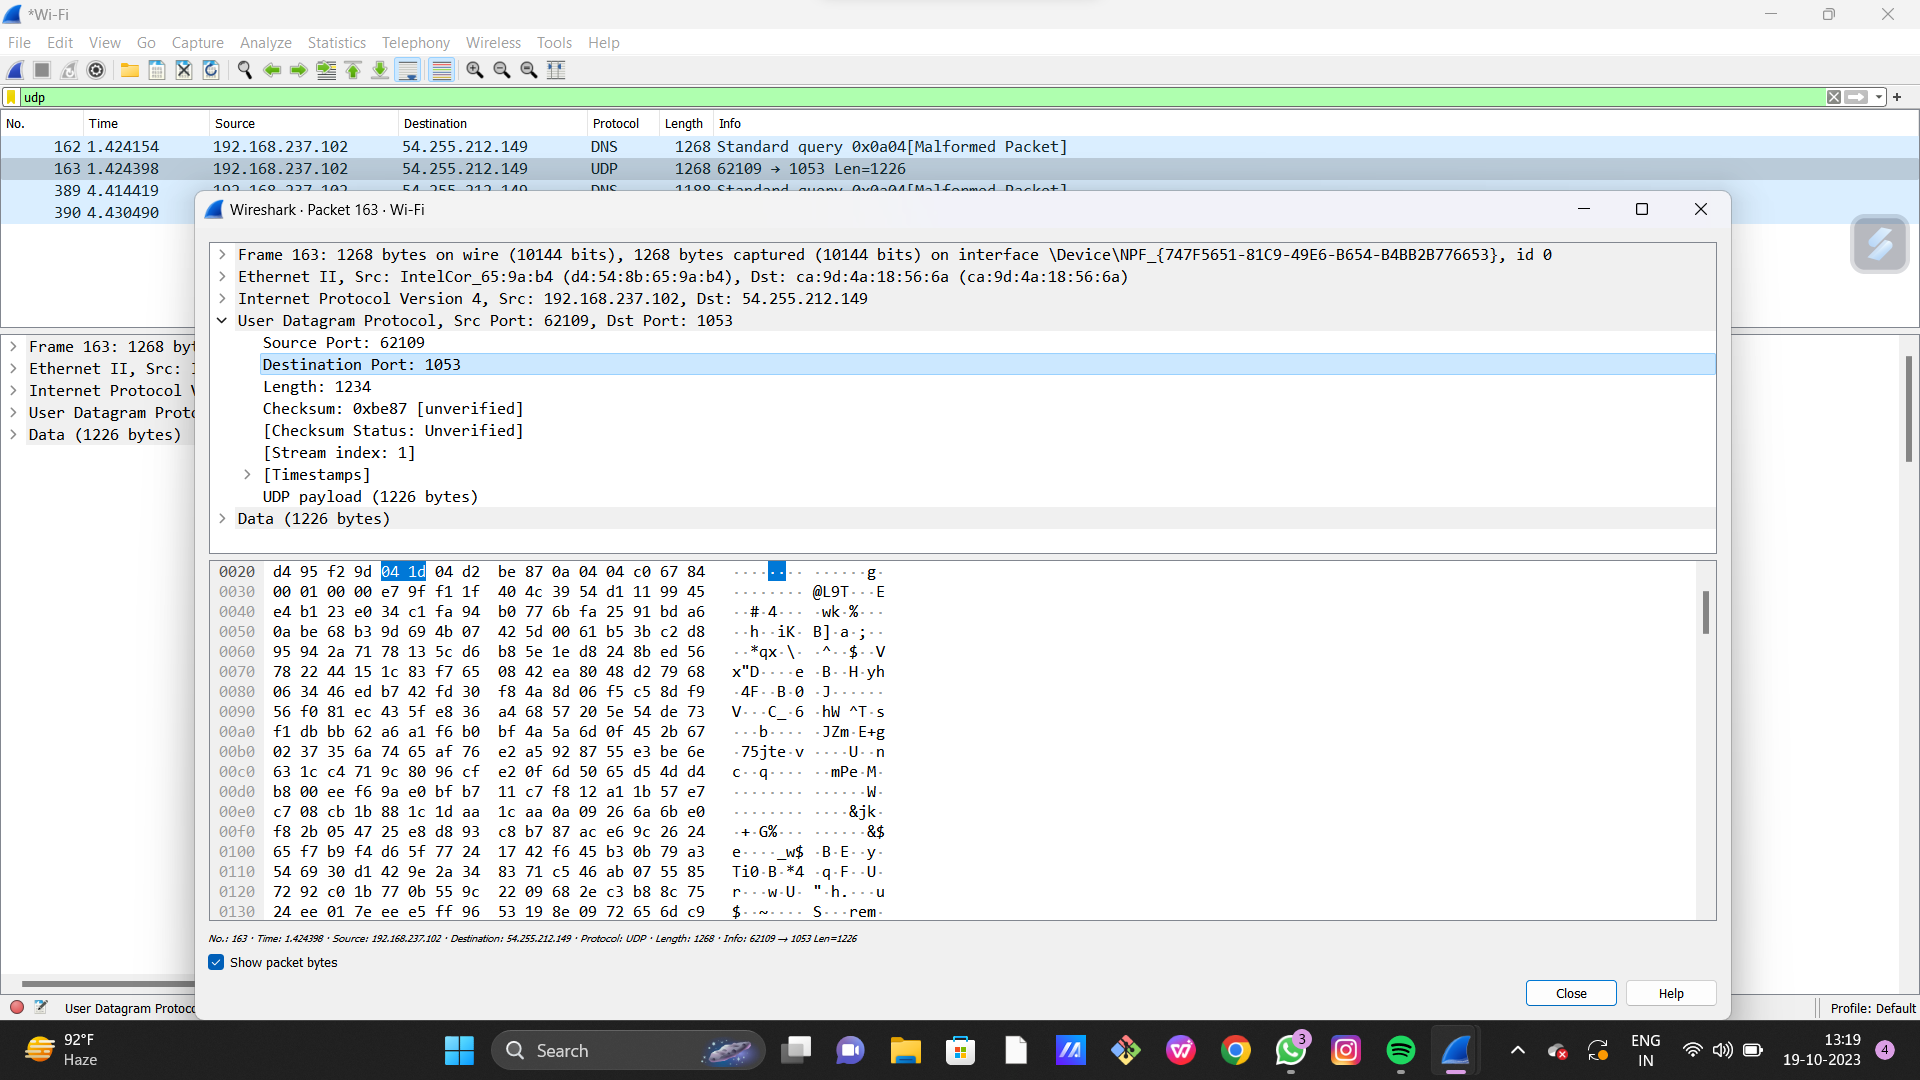 *Wi-Fi
File Edit View Go Capture Analyze Statistics Telephony Wireless Tools Help
udp
No. Time Source Destination Protocol Length Info
162 1.424154 192.168.237.102 54.255.212.149 DNS 1268 Standard query 0x0a04[Malformed Packet]
163 1.424398 192.168.237.102 54.255.212.149 UDP 1268 62109 → 1053 Len=1226
389 4.414419 192.168.237.102 54.255.212.149 DNS 1188 Standard query 0x0a04[Malformed Packet]
390 4.430490
Wireshark · Packet 163 · Wi-Fi
Frame 163: 1268 bytes on wire (10144 bits), 1268 bytes captured (10144 bits) on interface \Device\NPF_{747F5651-81C9-49E6-B654-B4BB2B776653}, id 0
Ethernet II, Src: IntelCor_65:9a:b4 (d4:54:8b:65:9a:b4), Dst: ca:9d:4a:18:56:6a (ca:9d:4a:18:56:6a)
Internet Protocol Version 4, Src: 192.168.237.102, Dst: 54.255.212.149
User Datagram Protocol, Src Port: 62109, Dst Port: 1053
Source Port: 62109
Destination Port: 1053
Length: 1234
Checksum: 0xbe87 [unverified]
[Checksum Status: Unverified]
[Stream index: 1]
[Timestamps]
UDP payload (1226 bytes)
Data (1226 bytes)
Frame 163: 1268 byt
Ethernet II, Src: I
Internet Protocol V
User Datagram Proto
Data (1226 bytes)
0020 d4 95 f2 9d 04 1d 04 d2 be 87 0a 04 04 c0 67 84 ········ ······g·
0030 00 01 00 00 e7 9f f1 1f 40 4c 39 54 d1 11 99 45 ········ @L9T···E
0040 e4 b1 23 e0 34 c1 fa 94 b0 77 6b fa 25 91 bd a6 ··#·4··· ·wk·%···
0050 0a be 68 b3 9d 69 4b 07 42 5d 00 61 b5 3b c2 d8 ··h··iK· B]·a·;··
0060 95 94 2a 71 78 13 5c d6 b8 5e 1e d8 24 8b ed 56 ··*qx·\· ·^··$··V
0070 78 22 44 15 1c 83 f7 65 08 42 ea 80 48 d2 79 68 x"D····e ·B··H·yh
0080 06 34 46 ed b7 42 fd 30 f8 4a 8d 06 f5 c5 8d f9 ·4F··B·0 ·J······
0090 56 f0 81 ec 43 5f e8 36 a4 68 57 20 5e 54 de 73 V···C_·6 ·hW ^T·s
00a0 f1 db bb 62 a6 a1 f6 b0 bf 4a 5a 6d 0f 45 2b 67 ···b···· ·JZm·E+g
00b0 02 37 35 6a 74 65 af 76 e2 a5 92 87 55 e3 be 6e ·75jte·v ····U··n
00c0 63 1c c4 71 9c 80 96 cf e2 0f 6d 50 65 d5 4d d4 c··q···· ··mPe·M·
00d0 b8 00 ee f6 9a e0 bf b7 11 c7 f8 12 a1 1b 57 e7 ········ ······W·
00e0 c7 08 cb 1b 88 1c 1d aa 1c aa 0a 09 26 6a 6b e0 ········ ····&jk·
00f0 f8 2b 05 47 25 e8 d8 93 c8 b7 87 ac e6 9c 26 24 ·+·G%··· ······&$
0100 65 f7 b9 f4 d6 5f 77 24 17 42 f6 45 b3 0b 79 a3 e····_w$ ·B·E··y·
0110 54 69 30 d1 42 9e 2a 34 83 71 c5 46 ab 07 55 85 Ti0·B·*4 ·q·F··U·
0120 72 92 c0 1b 77 0b 55 9c 22 09 68 2e c3 b8 8c 75 r···w·U· "·h.···u
0130 24 ee 01 7e ee e5 ff 96 53 19 8e 09 72 65 6d c9 $··~···· S···rem·
No.: 163 · Time: 1.424398 · Source: 192.168.237.102 · Destination: 54.255.212.149 · Protocol: UDP · Length: 1268 · Info: 62109 → 1053 Len=1226
Show packet bytes
Close Help
User Datagram Protoco Profile: Default
92°F
Haze
Search
3
ENG
IN
13:19
19-10-2023
4